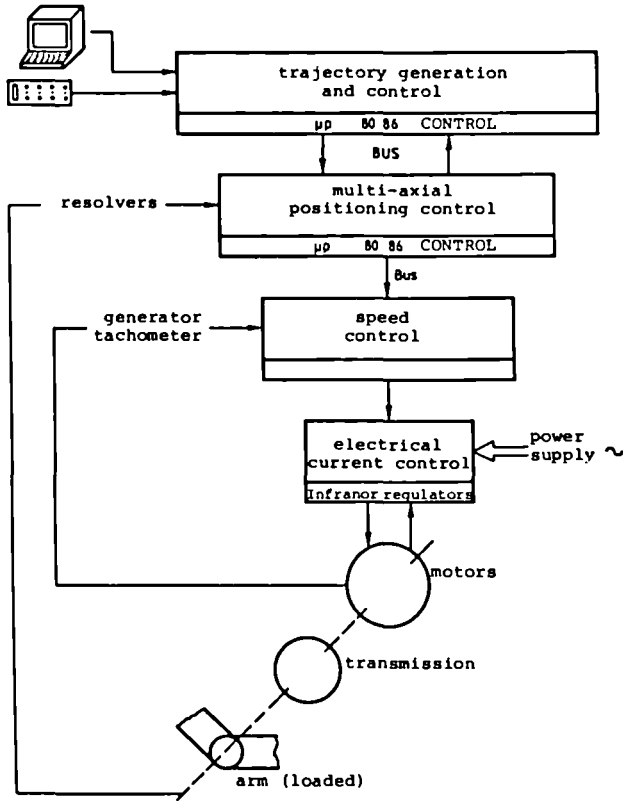 trajectory generation
and control
µp 80 86 CONTROL
BUS
resolvers
multi-axial
positioning control
µp 80 86 CONTROL
Bus
generator
tachometer
speed
control
electrical
current control
power
supply ~
Infranor regulators
motors
transmission
arm (loaded)